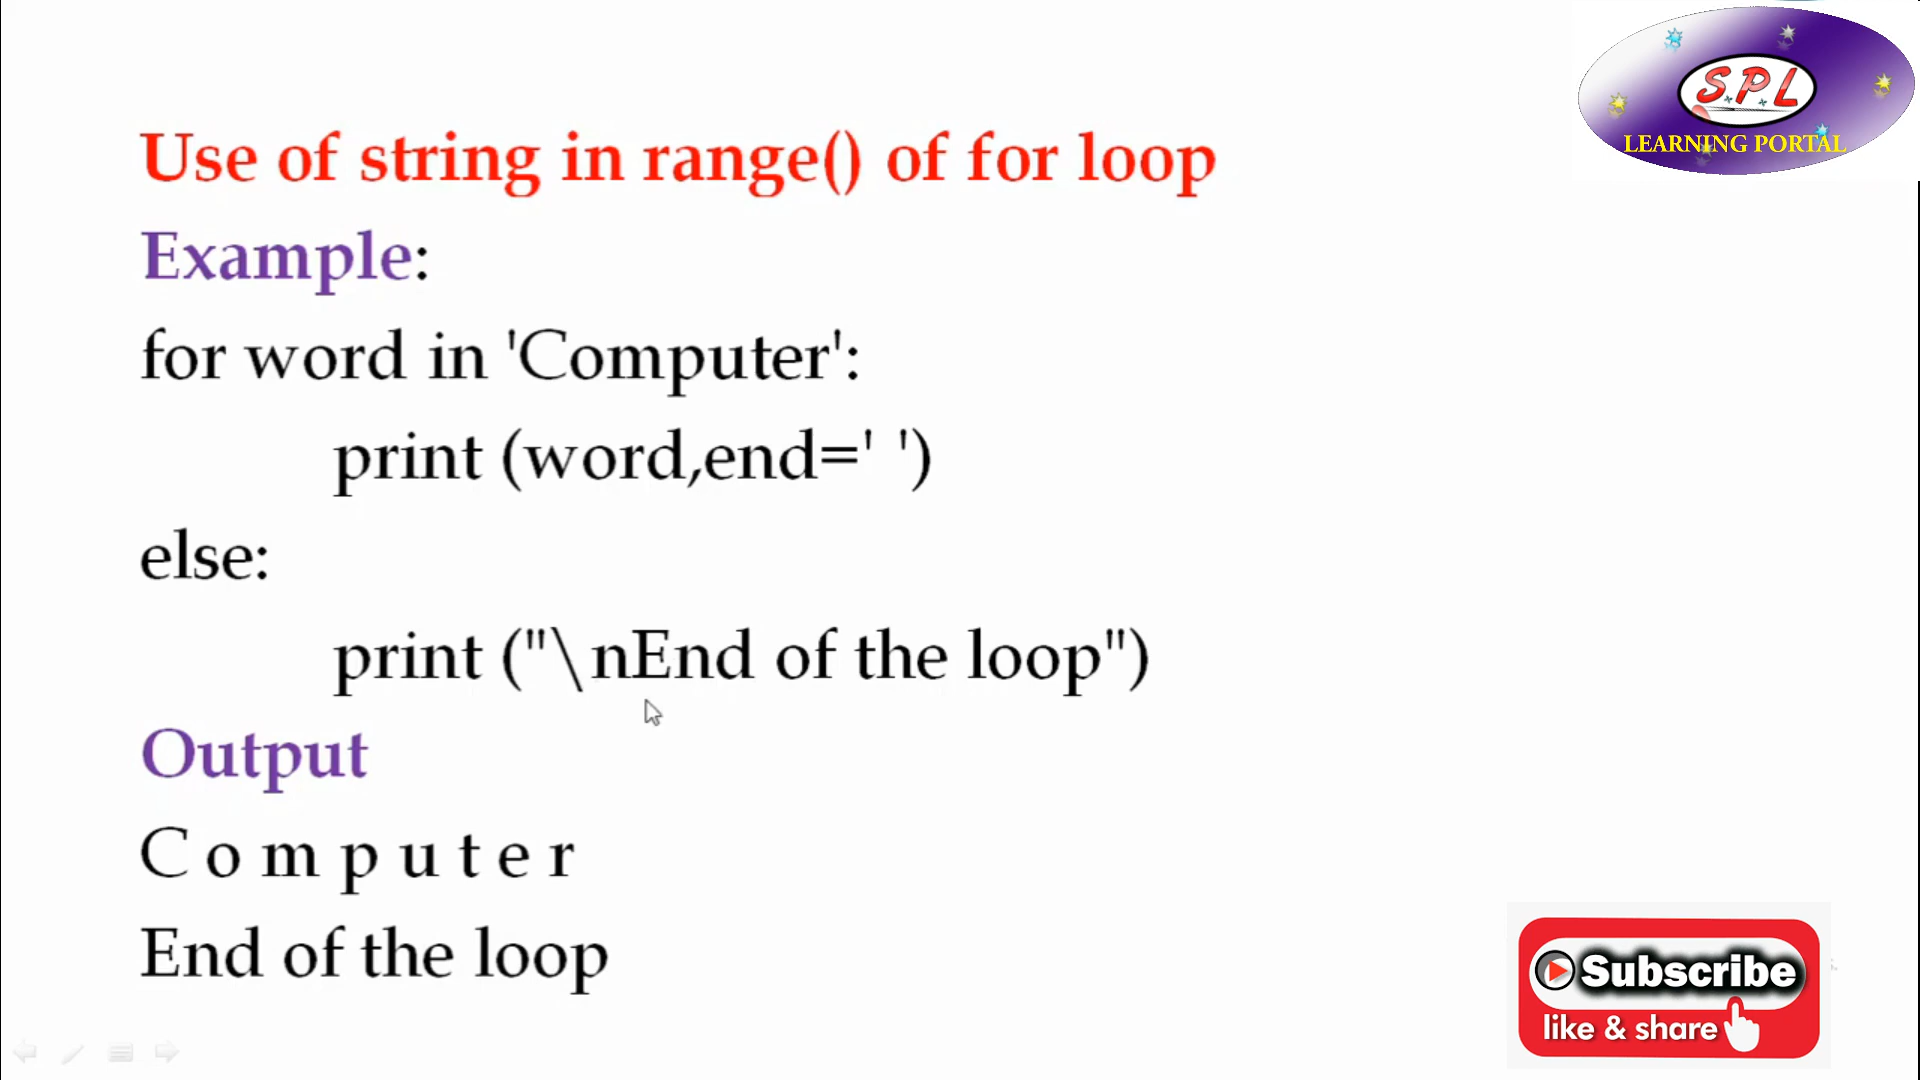 S.P.L
LEARNING PORTAL
Use of string in range() of for loop
Example:
for word in 'Computer':
print (word,end=' ')
else:
print ("\nEnd of the loop")
Output
C o m p u t e r
End of the loop
Subscribe
like & share